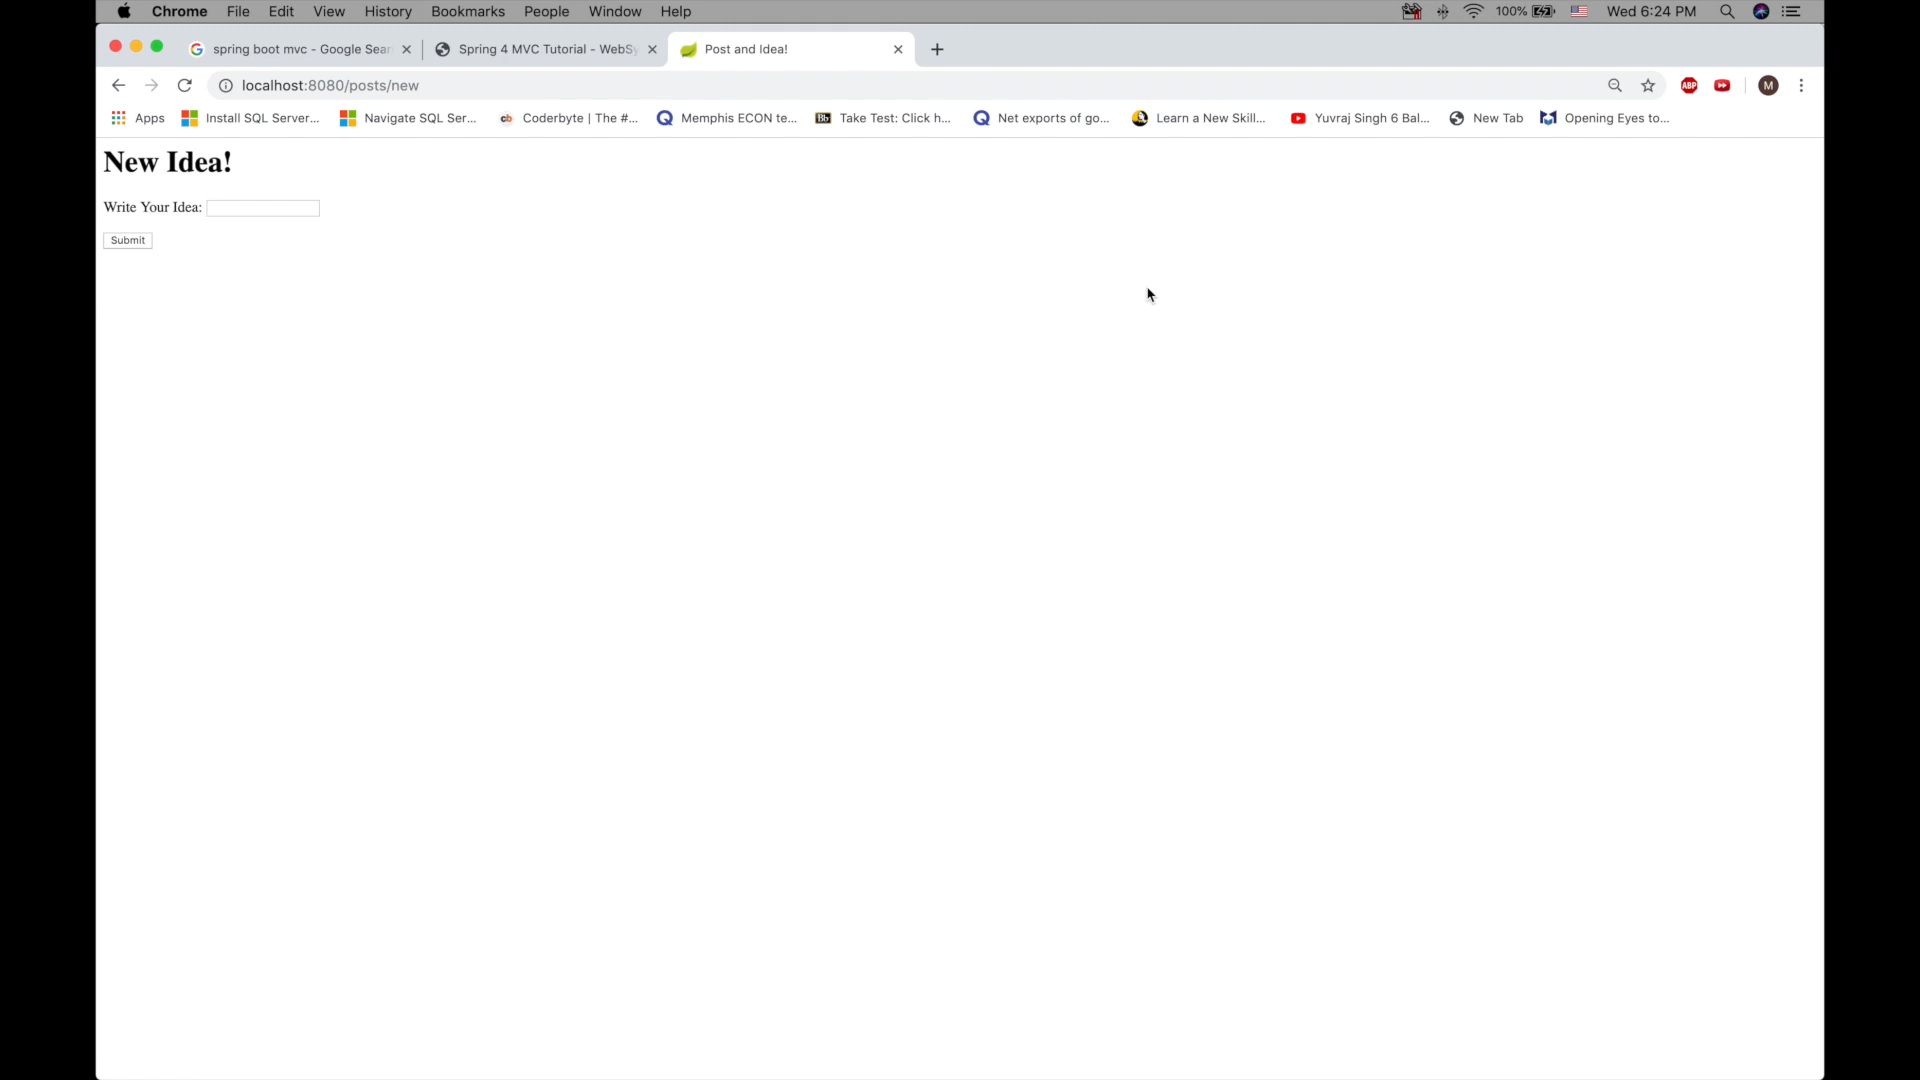 Chrome File Edit View History Bookmarks People Window Help 100% Wed 6:24 PM
spring boot mvc - Google Sear Spring 4 MVC Tutorial - WebSy Post and Idea!
localhost:8080/posts/new ABP M
Apps Install SQL Server... Navigate SQL Ser... cb Coderbyte | The #... Memphis ECON te... Bb Take Test: Click h... Net exports of go... Learn a New Skill... Yuvraj Singh 6 Bal... New Tab Opening Eyes to...
New Idea!
Write Your Idea:
Submit